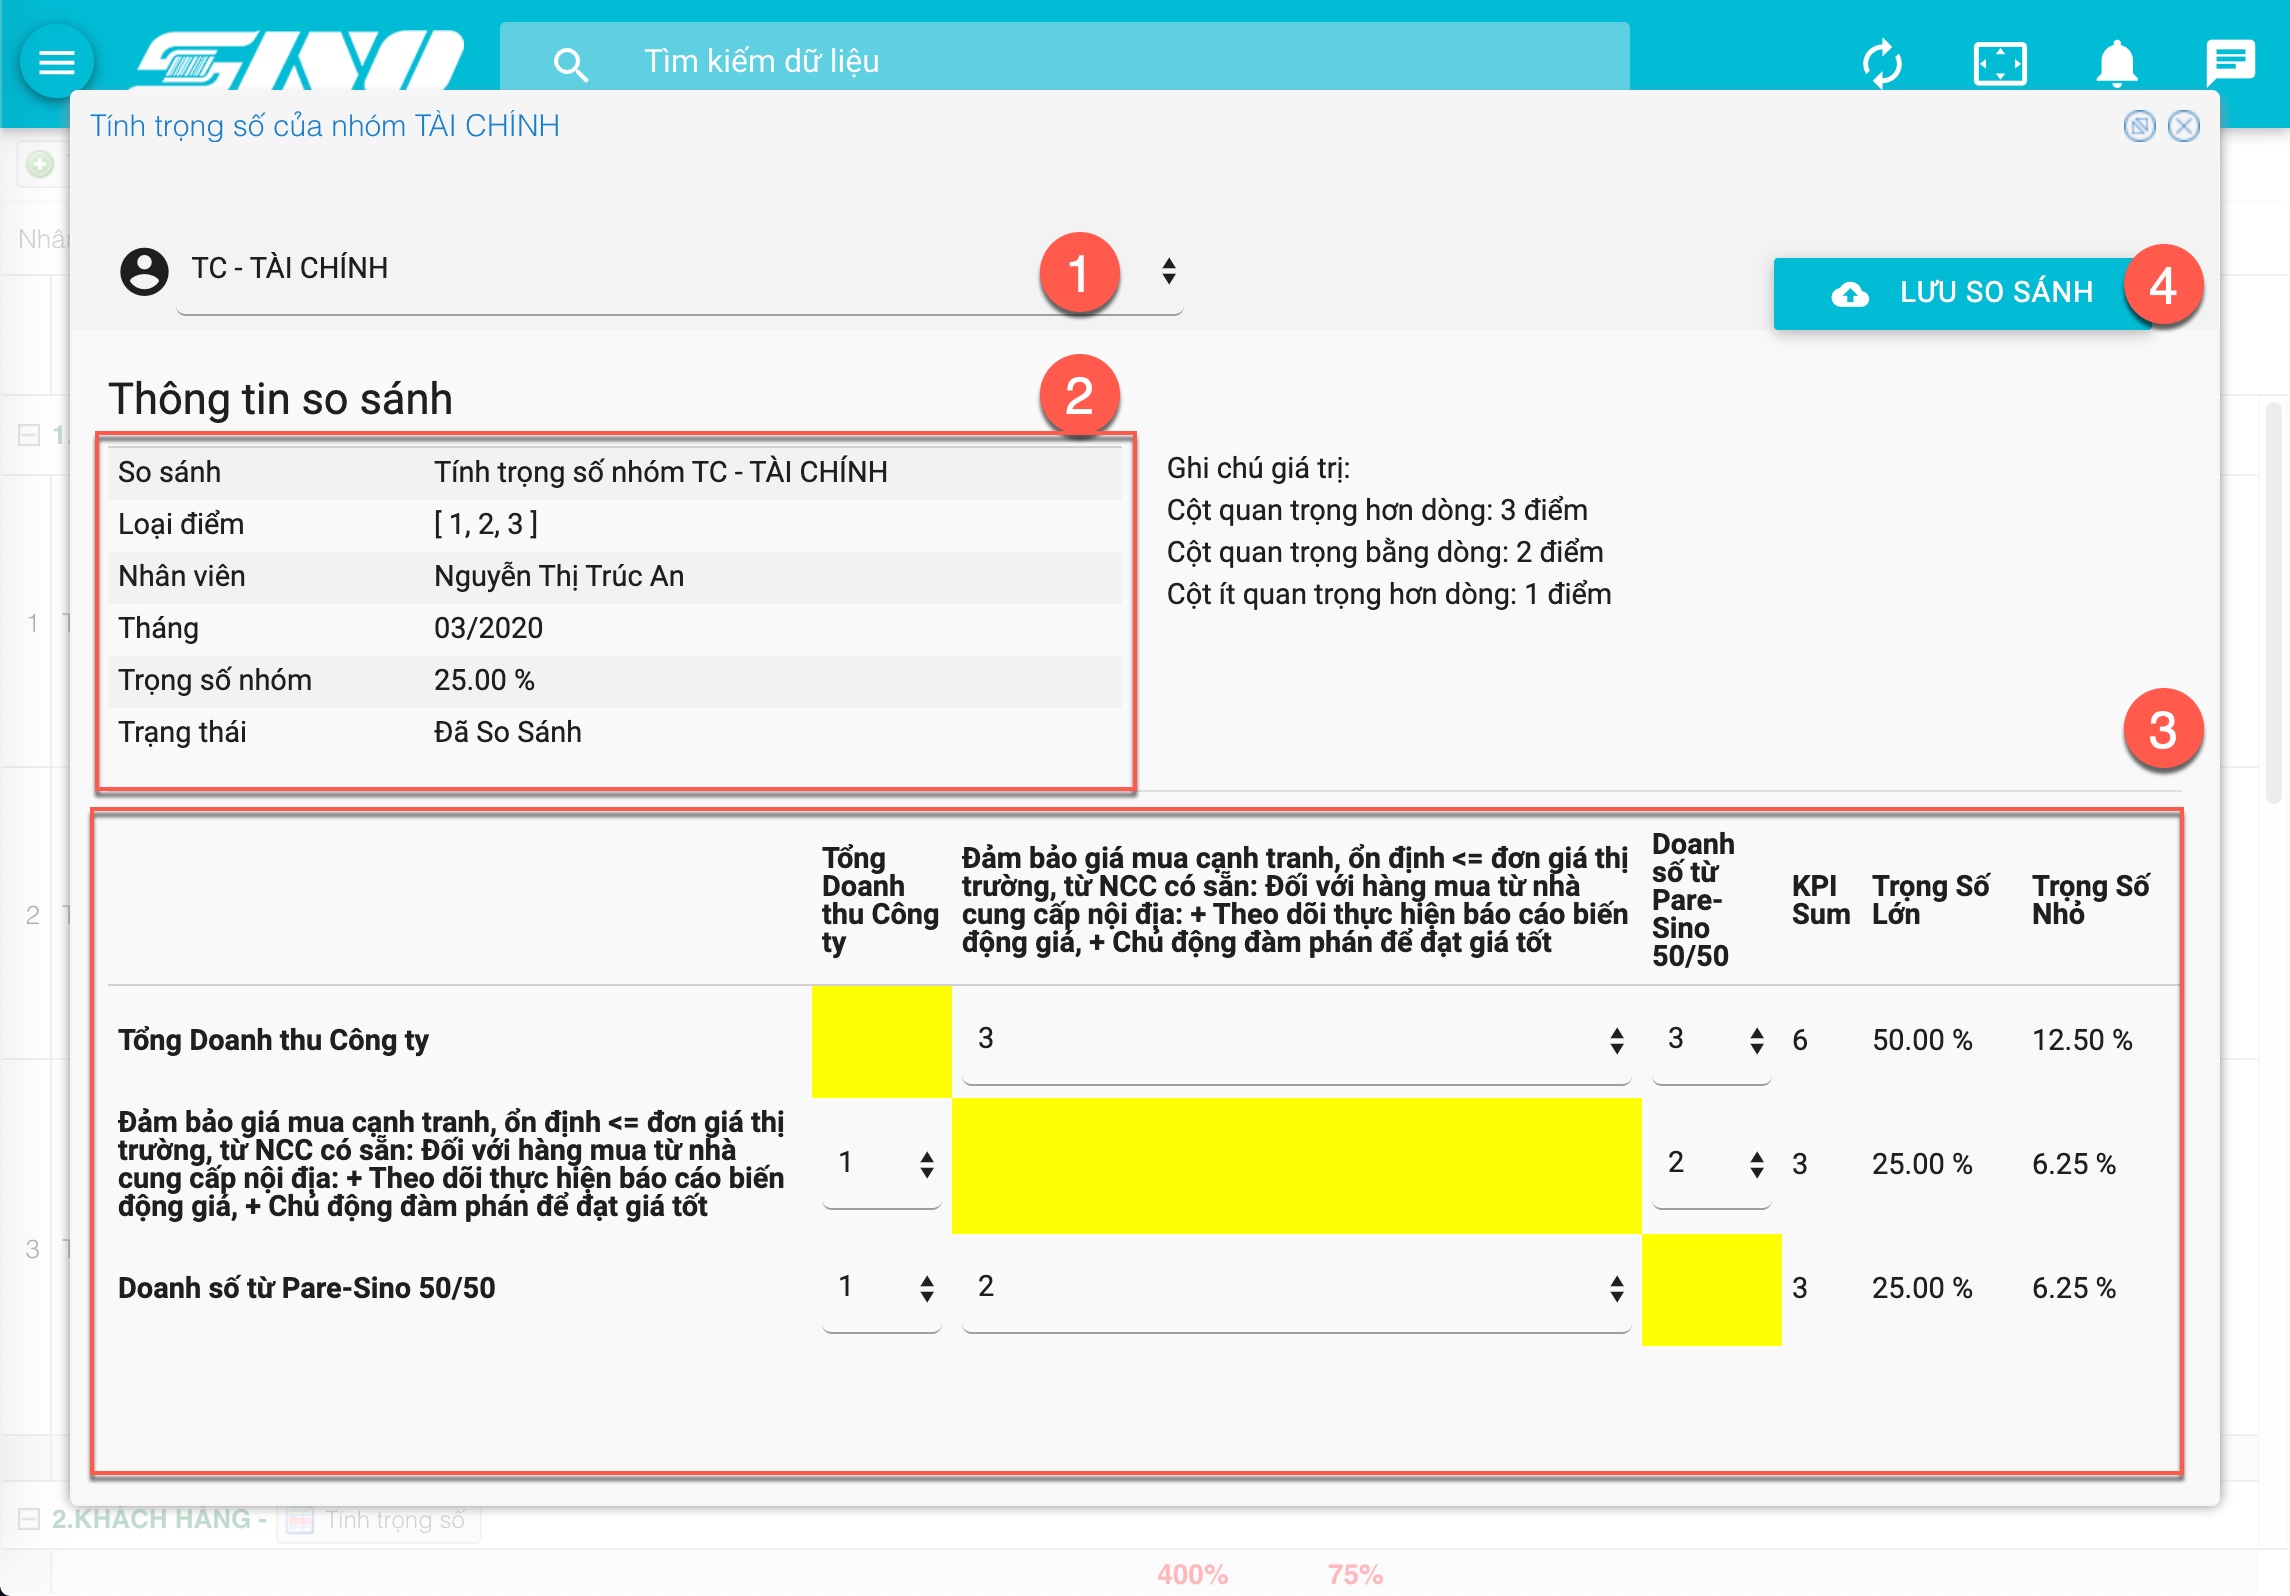 SINO
Tìm kiếm dữ liệu
Tính trọng số của nhóm TÀI CHÍNH
TC - TÀI CHÍNH
1
LƯU SO SÁNH
4
Thông tin so sánh
2
So sánh Tính trọng số nhóm TC - TÀI CHÍNH
Loại điểm [ 1, 2, 3 ]
Nhân viên Nguyễn Thị Trúc An
Tháng 03/2020
Trọng số nhóm 25.00 %
Trạng thái Đã So Sánh
Ghi chú giá trị:
Cột quan trọng hơn dòng: 3 điểm
Cột quan trọng bằng dòng: 2 điểm
Cột ít quan trọng hơn dòng: 1 điểm
3
Tổng
Doanh
thu Công
ty
Đảm bảo giá mua cạnh tranh, ổn định <= đơn giá thị
trường, từ NCC có sẵn: Đối với hàng mua từ nhà
cung cấp nội địa: + Theo dõi thực hiện báo cáo biến
động giá, + Chủ động đàm phán để đạt giá tốt
Doanh
số từ
Pare-
Sino
50/50
KPI
Sum
Trọng Số
Lớn
Trọng Số
Nhỏ
Tổng Doanh thu Công ty 3 3 6 50.00 % 12.50 %
Đảm bảo giá mua cạnh tranh, ổn định <= đơn giá thị
trường, từ NCC có sẵn: Đối với hàng mua từ nhà
cung cấp nội địa: + Theo dõi thực hiện báo cáo biến
động giá, + Chủ động đàm phán để đạt giá tốt
1 2 3 25.00 % 6.25 %
Doanh số từ Pare-Sino 50/50 1 2 3 25.00 % 6.25 %
Nhân
1.
1
2
3
2.KHÁCH HÀNG - Tính trọng số
400% 75%